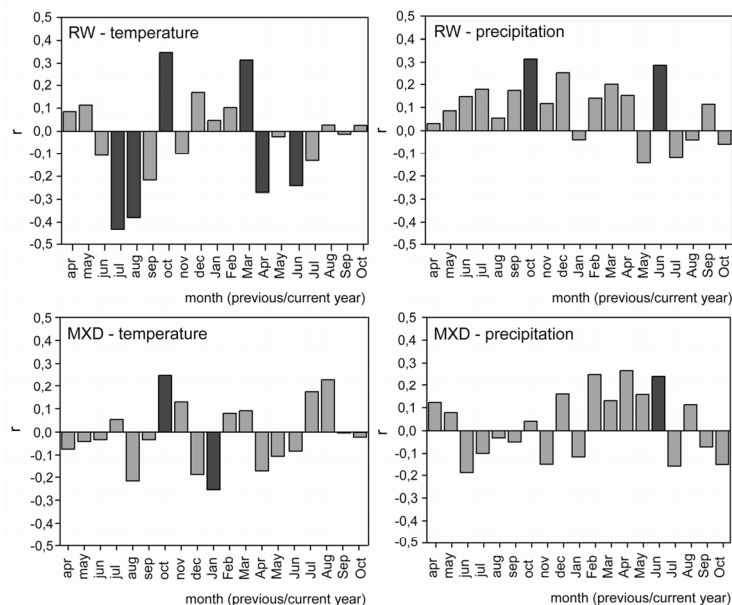 RW - temperature
0,5
0,4
0,3
0,2
0,1
0,0
-0,1
-0,2
-0,3
-0,4
-0,5
r
apr may jun jul aug sep oct nov dec Jan Feb Mar Apr May Jun Jul Aug Sep Oct
month (previous/current year)
RW - precipitation
0,5
0,4
0,3
0,2
0,1
0,0
-0,1
-0,2
-0,3
-0,4
-0,5
r
apr may jun jul aug sep oct nov dec Jan Feb Mar Apr May Jun Jul Aug Sep Oct
month (previous/current year)
MXD - temperature
0,5
0,4
0,3
0,2
0,1
0,0
-0,1
-0,2
-0,3
-0,4
-0,5
r
apr may jun jul aug sep oct nov dec Jan Feb Mar Apr May Jun Jul Aug Sep Oct
month (previous/current year)
MXD - precipitation
0,5
0,4
0,3
0,2
0,1
0,0
-0,1
-0,2
-0,3
-0,4
-0,5
r
apr may jun jul aug sep oct nov dec Jan Feb Mar Apr May Jun Jul Aug Sep Oct
month (previous/current year)